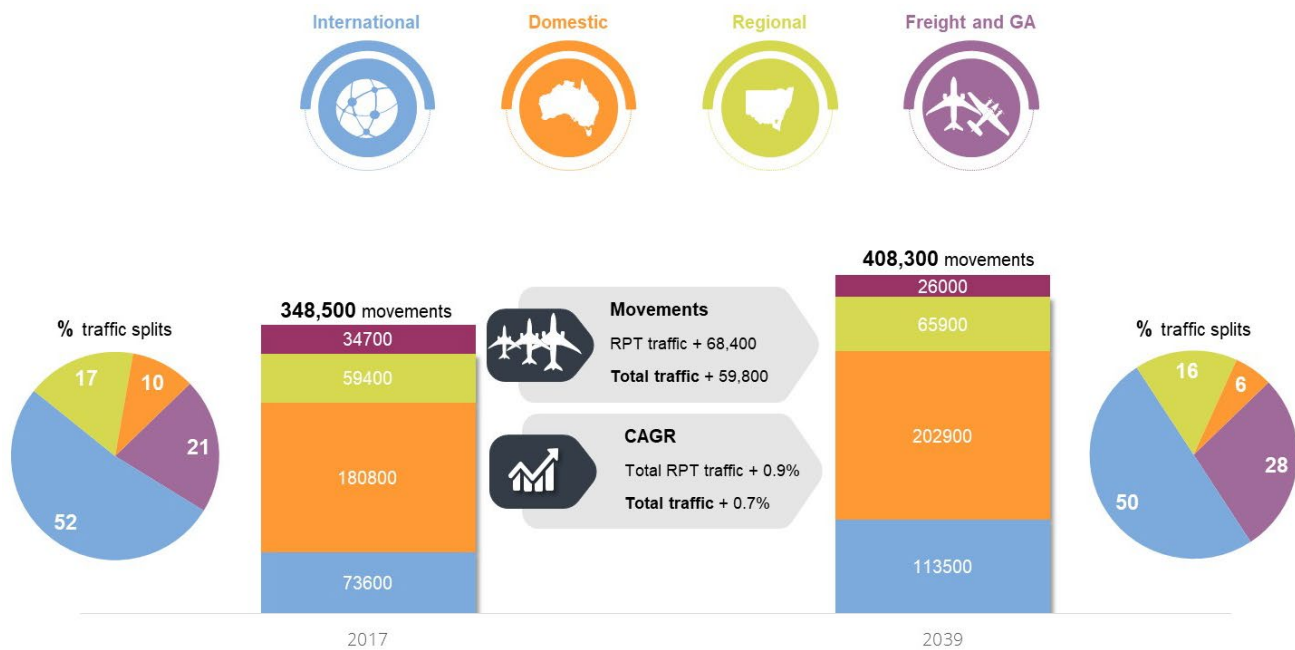 International
Domestic
Regional
Freight and GA
348,500 movements
34700
59400
180800
73600
% traffic splits
17
10
21
52
Movements
RPT traffic + 68,400
Total traffic + 59,800
CAGR
Total RPT traffic + 0.9%
Total traffic + 0.7%
408,300 movements
26000
65900
202900
113500
% traffic splits
16
6
28
50
2017
2039